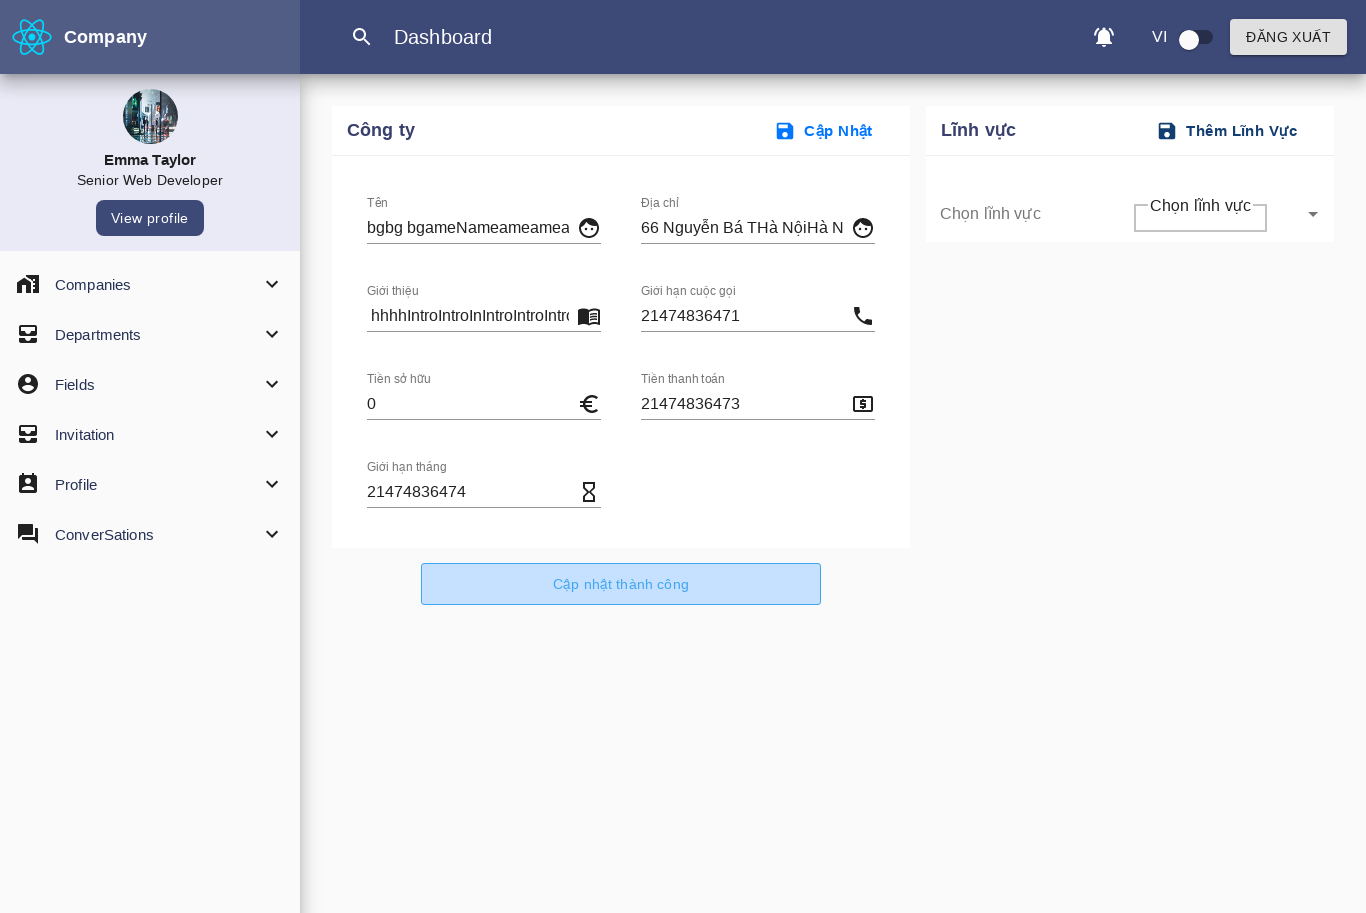 Company
Dashboard
VI
ĐĂNG XUẤT
Emma Taylor
Senior Web Developer
View profile
Companies
Departments
Fields
Invitation
Profile
ConverSations
Công ty
Cập Nhật
Tên
bgbg bgameNameameamea
Địa chỉ
66 Nguyễn Bá THà NộiHà N
Giới thiệu
hhhhIntroIntroInIntroIntroIntro
Giới hạn cuộc gọi
21474836471
Tiền sở hữu
0
Tiền thanh toán
21474836473
Giới hạn tháng
21474836474
Cập nhật thành công
Lĩnh vực
Thêm Lĩnh Vực
Chọn lĩnh vực
Chọn lĩnh vực